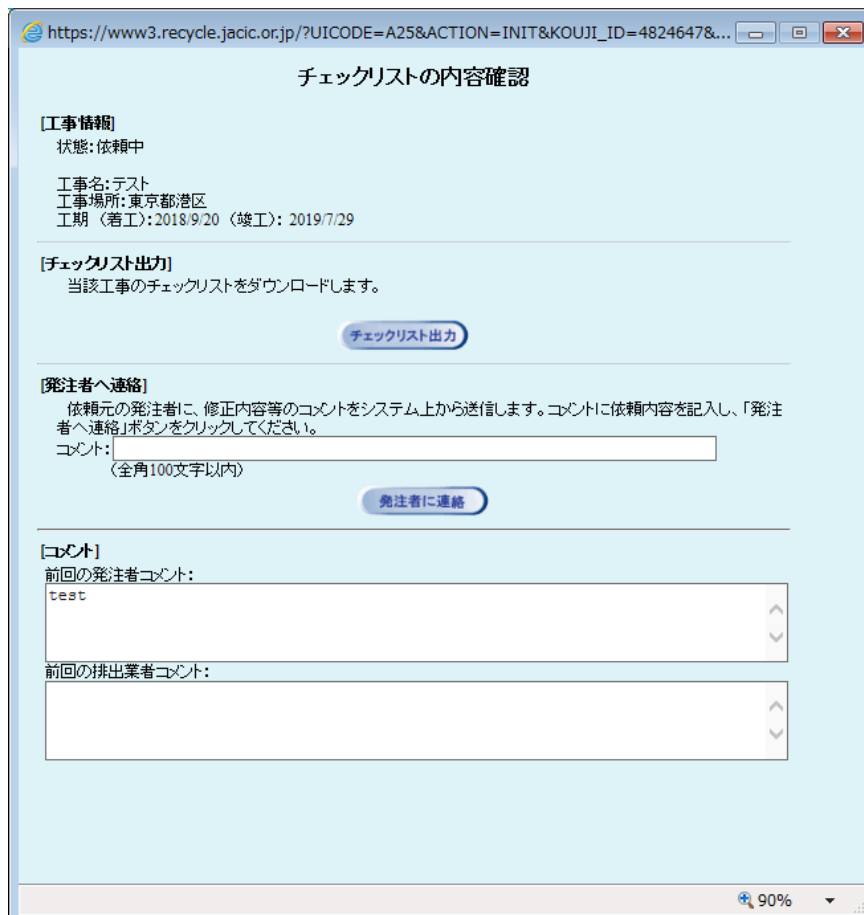 https://www3.recycle.jacic.or.jp/?UICODE=A25&ACTION=INIT&KOUJI_ID=4824647&...
チェックリストの内容確認
[工事情報]
状態:依頼中
工事名:テスト
工事場所:東京都港区
工期 (着工):2018/9/20 (竣工): 2019/7/29
[チェックリスト出力]
当該工事のチェックリストをダウンロードします。
チェックリスト出力
[発注者へ連絡]
依頼元の発注者に、修正内容等のコメントをシステム上から送信します。コメントに依頼内容を記入し、「発注
者へ連絡」ボタンをクリックしてください。
コメント:
(全角100文字以内)
発注者に連絡
[コメント]
前回の発注者コメント:
test
前回の排出業者コメント:
90%